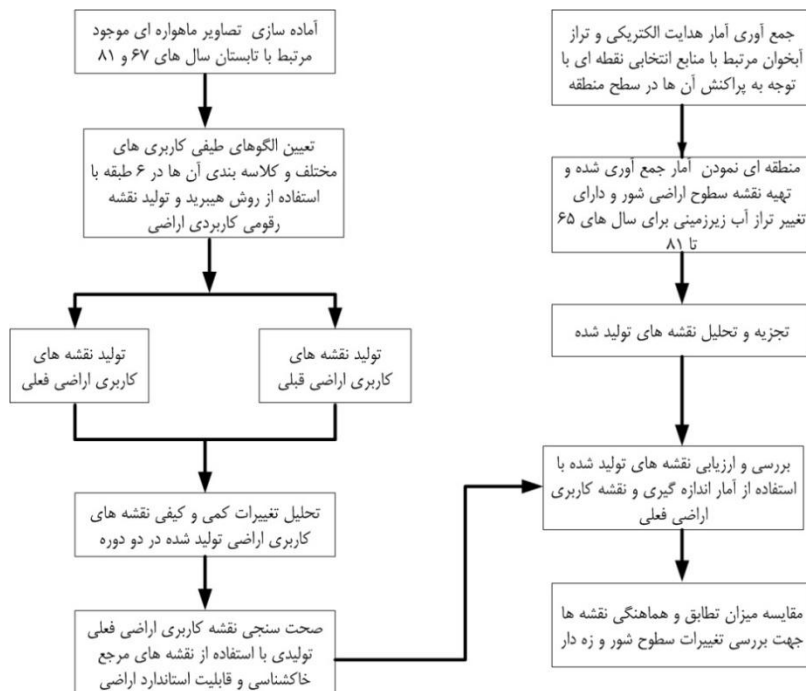 آماده سازی تصاویر ماهواره ای موجود
مرتبط با تابستان سال های ۶۷ و ۸۱
تعیین الگوهای طیفی کاربری های
مختلف و کلاسه بندی آن ها در ۶ طبقه با
استفاده از روش هیبرید و تولید نقشه
رقومی کاربردی اراضی
تولید نقشه های
کاربری اراضی قبلی
تولید نقشه های
کاربری اراضی فعلی
تحلیل تغییرات کمی و کیفی نقشه های
کاربری اراضی تولید شده در دو دوره
صحت سنجی نقشه کاربری اراضی فعلی
تولیدی با استفاده از نقشه های مرجع
خاکشناسی و قابلیت استاندارد اراضی
جمع آوری آمار هدایت الکتریکی و تراز
آبخوان مرتبط با منابع انتخابی نقطه ای با
توجه به پراکنش آن ها در سطح منطقه
منطقه ای نمودن آمار جمع آوری شده و
تهیه نقشه سطوح اراضی شور و دارای
تغییر تراز آب زیرزمینی برای سال های ۶۵
تا ۸۱
تجزیه و تحلیل نقشه های تولید شده
بررسی و ارزیابی نقشه های تولید شده با
استفاده از آمار اندازه گیری و نقشه کاربری
اراضی فعلی
مقایسه میزان تطابق و هماهنگی نقشه ها
جهت بررسی تغییرات سطوح شور و زه دار